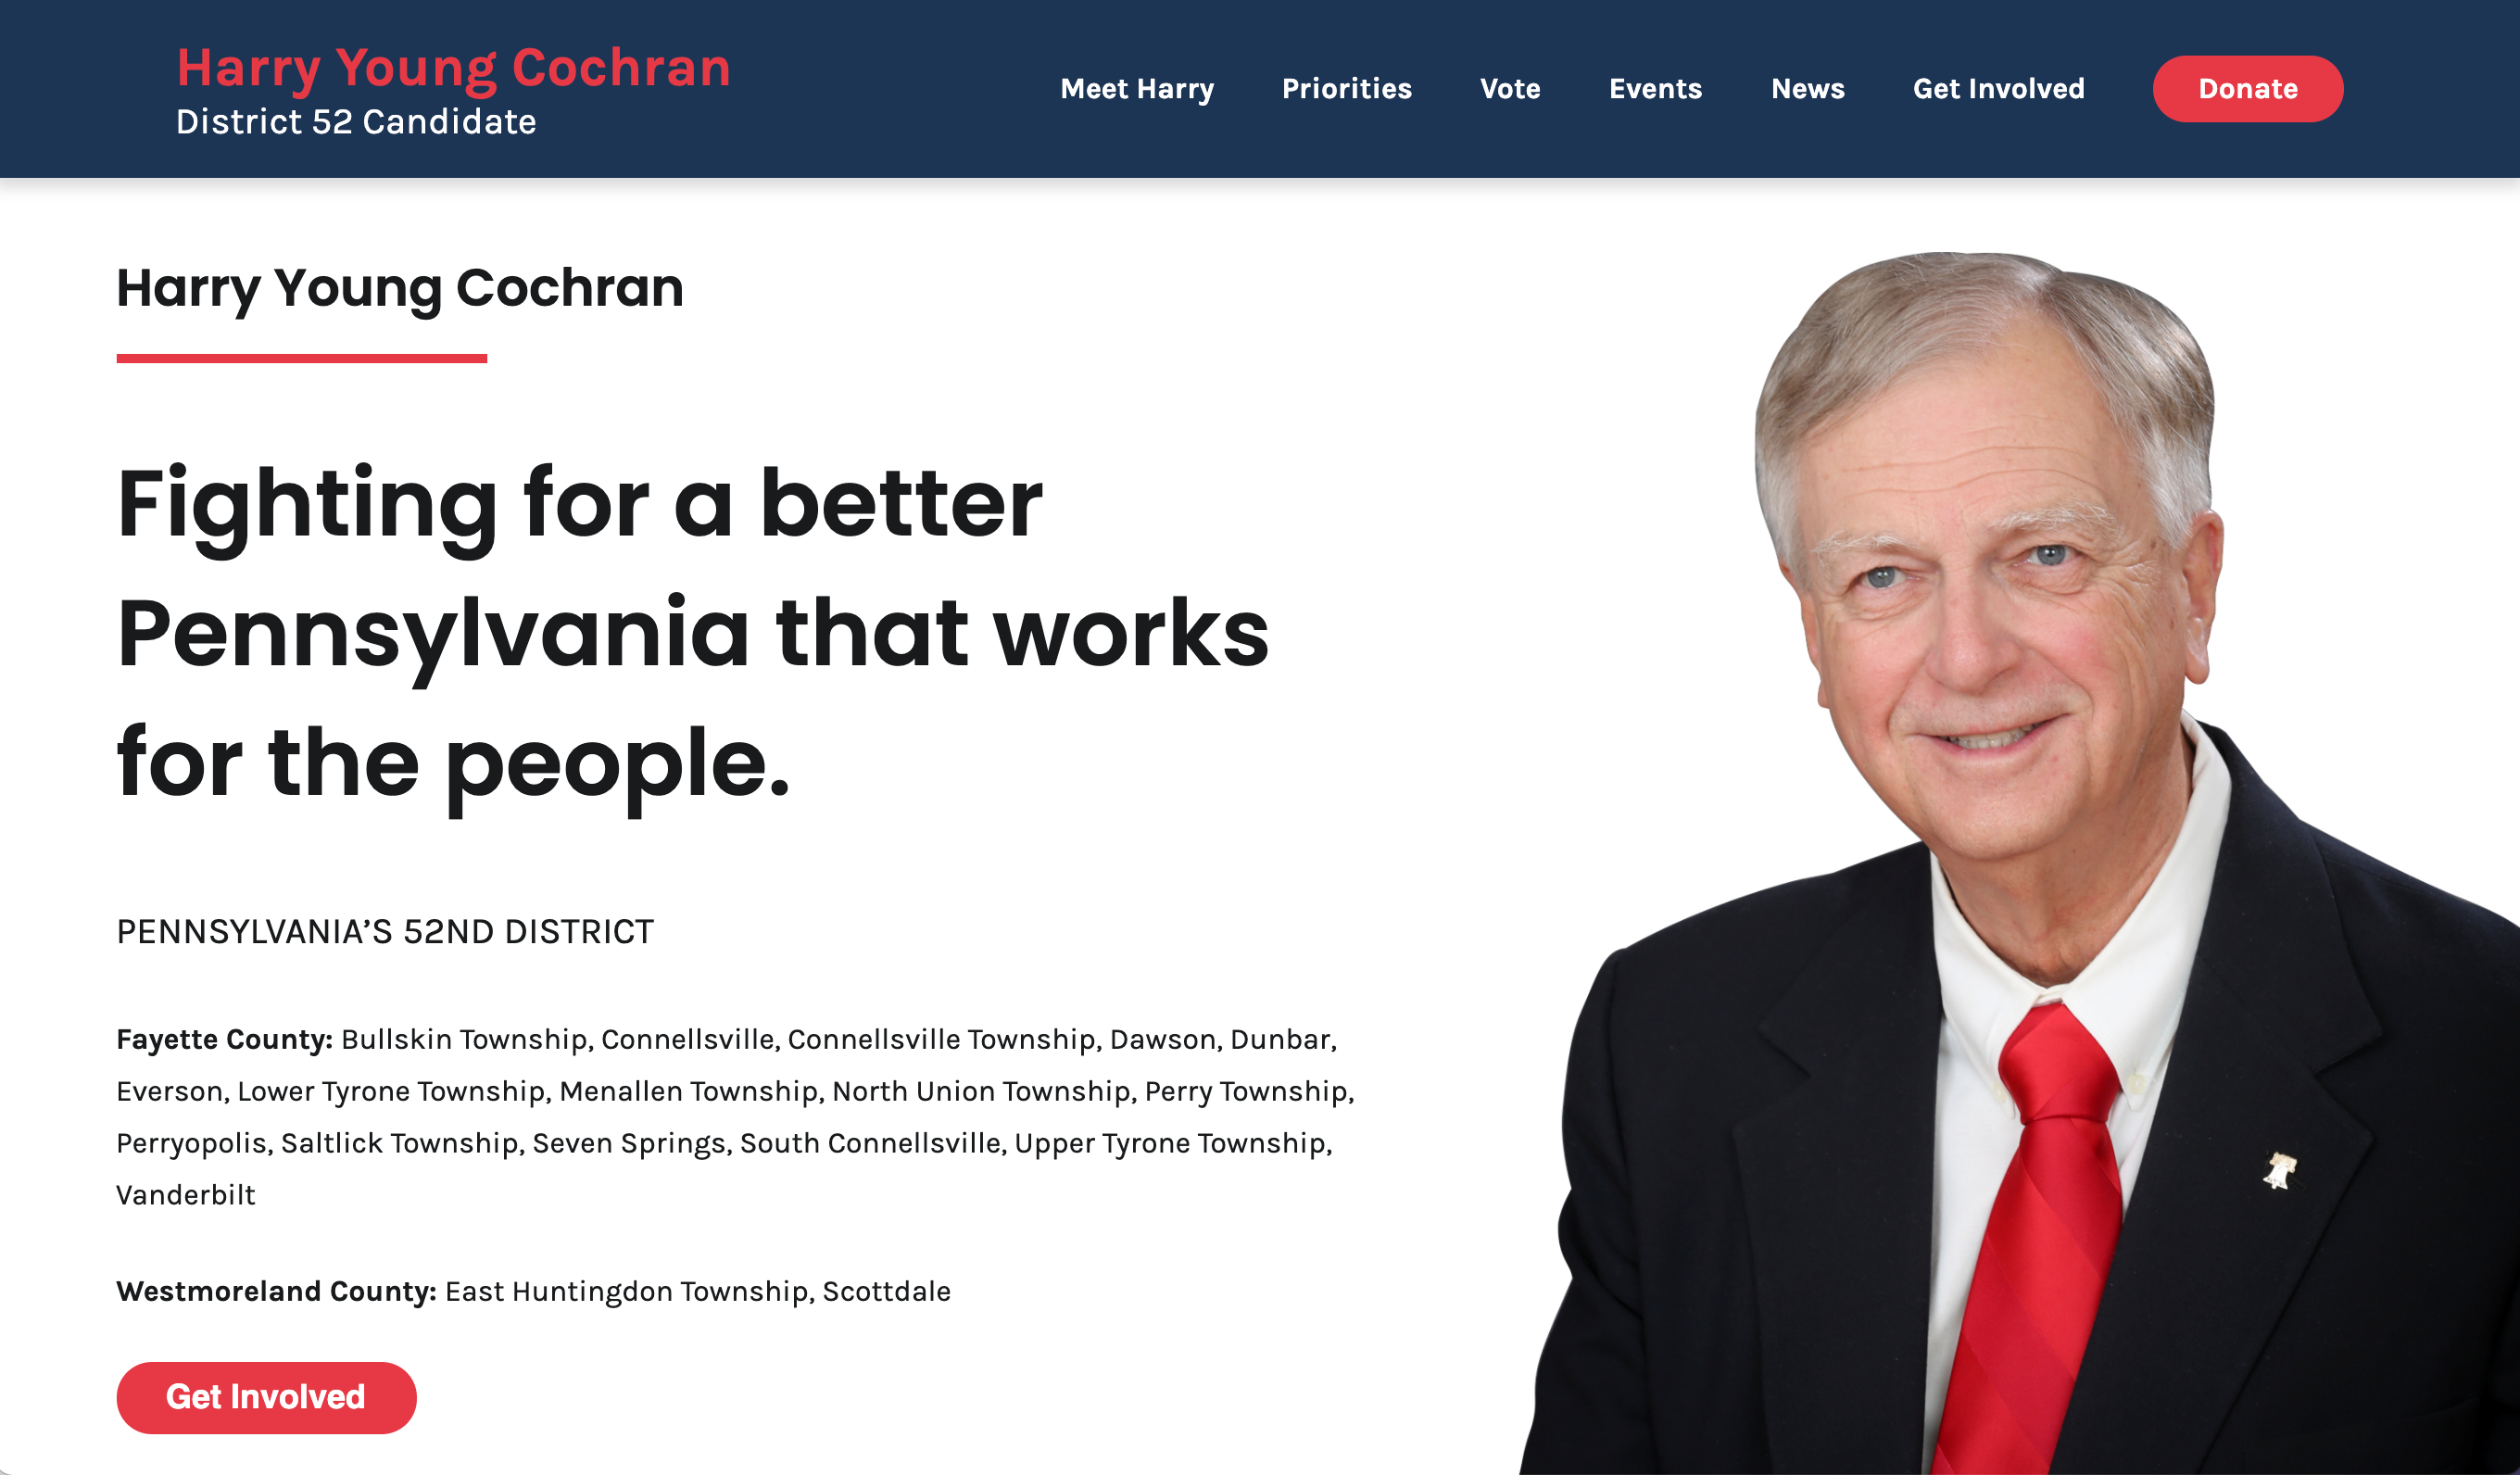 Harry Young Cochran
District 52 Candidate
Meet Harry Priorities Vote Events News Get Involved Donate
Harry Young Cochran
Fighting for a better
Pennsylvania that works
for the people.
PENNSYLVANIA’S 52ND DISTRICT
Fayette County: Bullskin Township, Connellsville, Connellsville Township, Dawson, Dunbar,
Everson, Lower Tyrone Township, Menallen Township, North Union Township, Perry Township,
Perryopolis, Saltlick Township, Seven Springs, South Connellsville, Upper Tyrone Township,
Vanderbilt
Westmoreland County: East Huntingdon Township, Scottdale
Get Involved